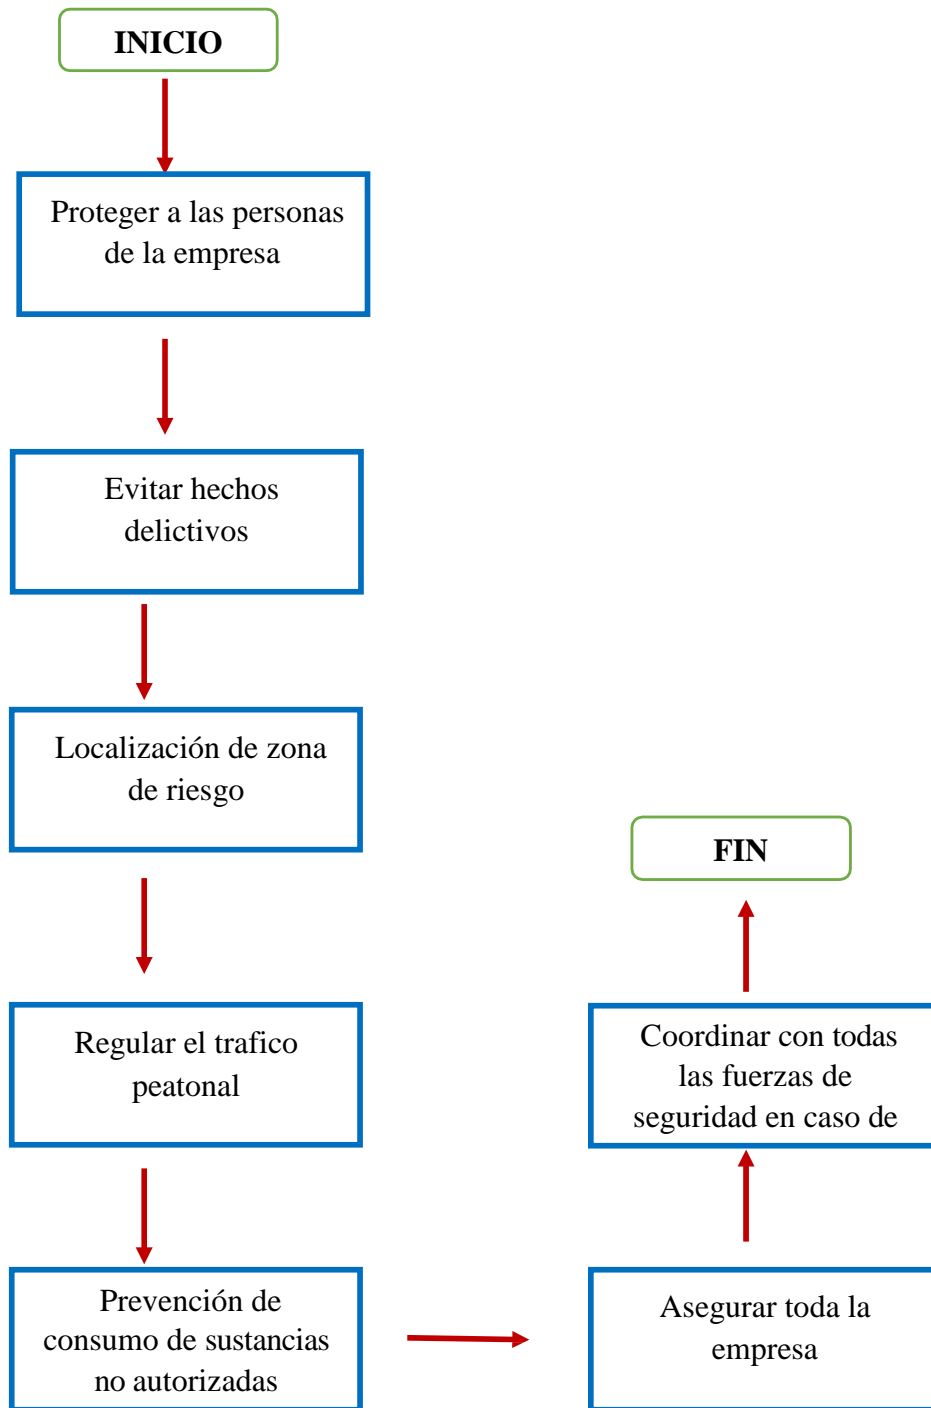 INICIO
Proteger a las personas
de la empresa
Evitar hechos
delictivos
Localización de zona
de riesgo
Regular el trafico
peatonal
Prevención de
consumo de sustancias
no autorizadas
Asegurar toda la
empresa
Coordinar con todas
las fuerzas de
seguridad en caso de
FIN